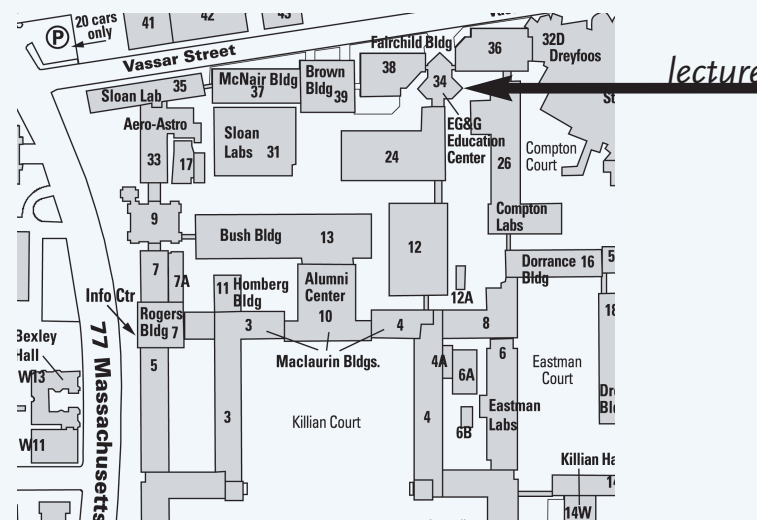 20 cars
only
P
41
42
43
Vassar Street
Fairchild Bldg
36
32D
Dreyfoos
lecture
38
34
McNair Bldg
37
Brown
Bldg
39
35
Sloan Lab
Aero-Astro
EG&G
Education
Center
Sloan
Labs 31
24
26
Compton
Court
33
17
9
Compton
Labs
Bush Bldg 13
12
7
7A
Dorrance 16
Bldg
5
Info Ctr
11 Homberg
Bldg
Alumni
Center
10
12A
18
Rogers
Bldg 7
3
4
8
Maclaurin Bldgs.
Bexley
Hall
77 Massachusetts
5
4A
6A
6
Eastman
Court
W13
3
Killian Court
4
Eastman
Labs
6B
W11
Killian Ha
14
14W